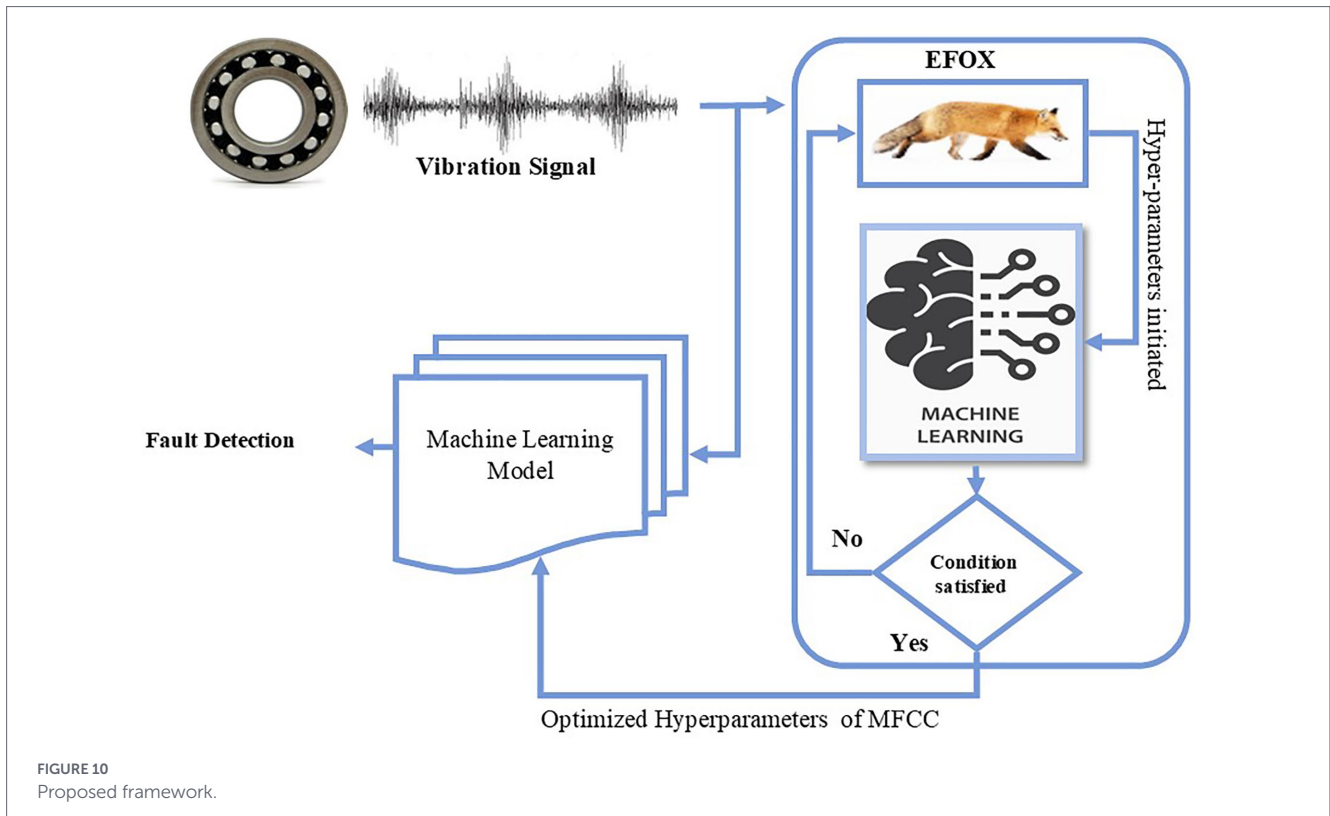 EFOX
Vibration Signal
Hyper-parameters initiated
MACHINE
LEARNING
Fault Detection
Machine Learning
Model
No
Condition
satisfied
Yes
Optimized Hyperparameters of MFCC
FIGURE 10
Proposed framework.